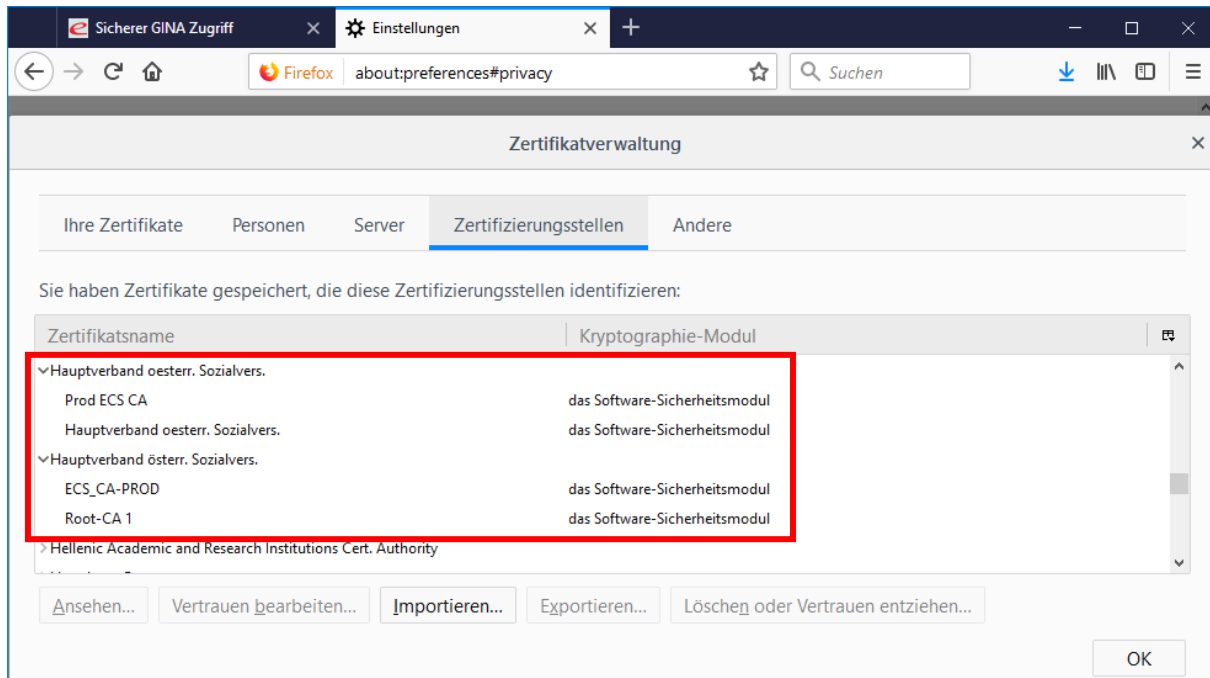 Sicherer GINA Zugriff
Einstellungen
Firefox about:preferences#privacy Suchen
Zertifikatverwaltung
Ihre Zertifikate Personen Server Zertifizierungsstellen Andere
Sie haben Zertifikate gespeichert, die diese Zertifizierungsstellen identifizieren:
Zertifikatsname Kryptographie-Modul
Hauptverband oesterr. Sozialvers.
Prod ECS CA das Software-Sicherheitsmodul
Hauptverband oesterr. Sozialvers. das Software-Sicherheitsmodul
Hauptverband österr. Sozialvers.
ECS_CA-PROD das Software-Sicherheitsmodul
Root-CA 1 das Software-Sicherheitsmodul
Hellenic Academic and Research Institutions Cert. Authority
Ansehen... Vertrauen bearbeiten... Importieren... Exportieren... Löschen oder Vertrauen entziehen...
OK